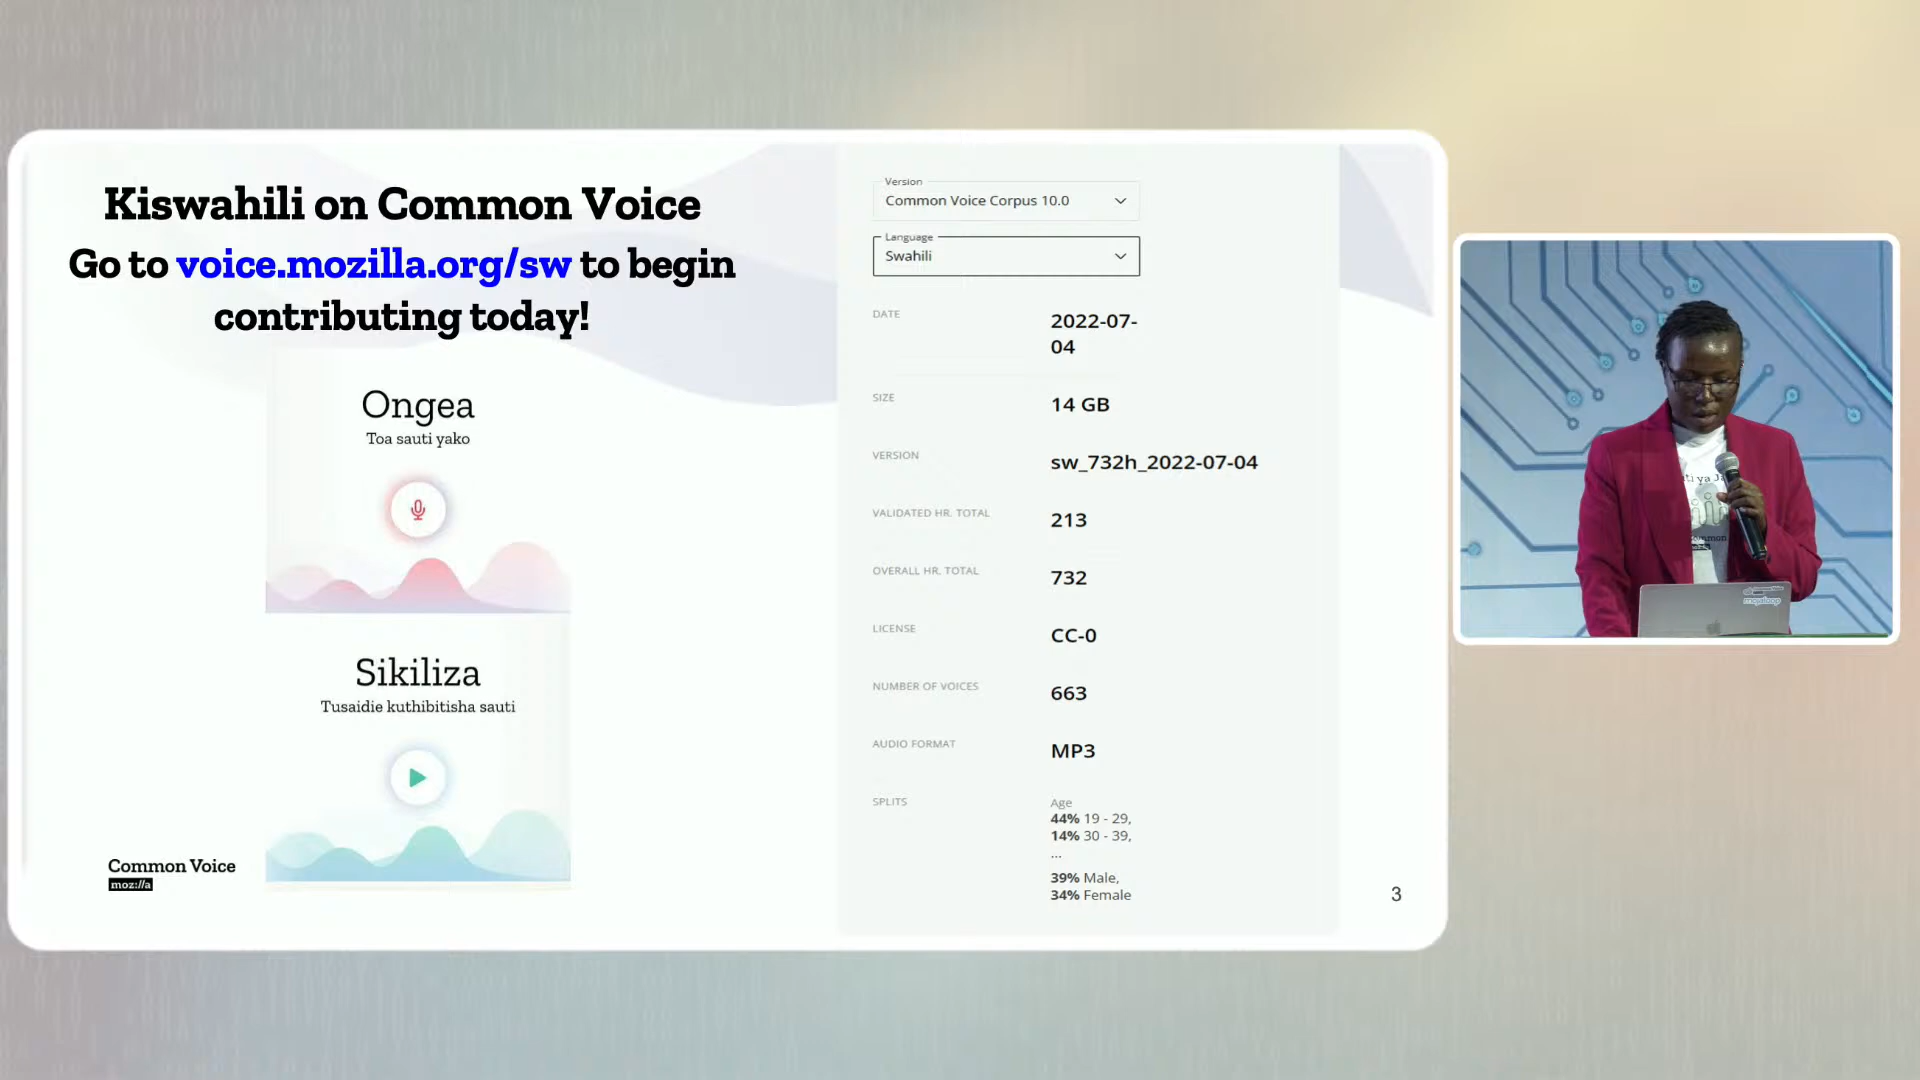 Kiswahili on Common Voice
Go to voice.mozilla.org/sw to begin
contributing today!
Ongea
Toa sauti yako
Sikiliza
Tusaidie kuthibitisha sauti
Common Voice
moz://a
Version
Common Voice Corpus 10.0
Language
Swahili
DATE
2022-07-
04
SIZE
14 GB
VERSION
sw_732h_2022-07-04
VALIDATED HR. TOTAL
213
OVERALL HR. TOTAL
732
LICENSE
CC-0
NUMBER OF VOICES
663
AUDIO FORMAT
MP3
SPLITS
Age
44% 19 - 29,
14% 30 - 39,
...
39% Male,
34% Female
3
ya